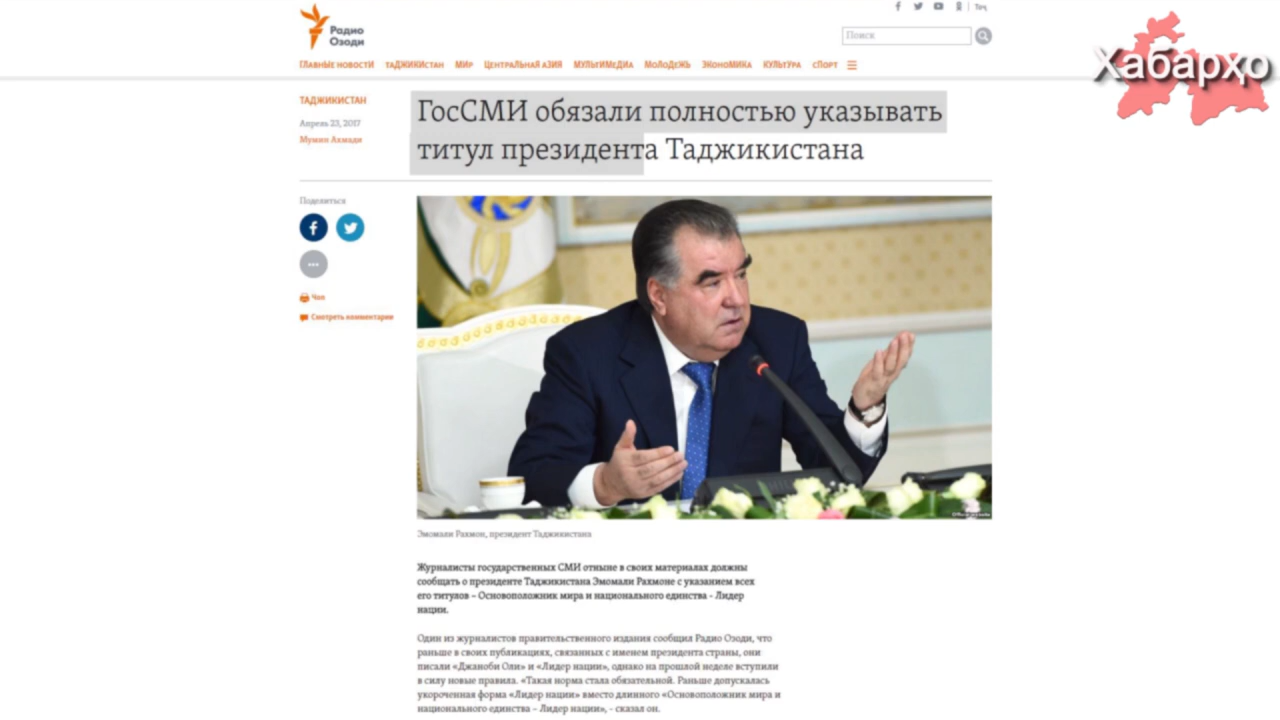 Радио
Озоди
Тоҷ
Поиск
ГЛАВНЫЕ НОВОСТИ ТАДЖИКИСТАН МИР ЦЕНТРАЛЬНАЯ АЗИЯ МУЛЬТИМЕДИА МОЛОДЕЖЬ ЭКОНОМИКА КУЛЬТУРА СПОРТ
Хабарҳо
ТАДЖИКИСТАН
Апрель 23, 2017
Мумин Ахмади
ГосСМИ обязали полностью указывать
титул президента Таджикистана
Поделиться
Чоп
Смотреть комментарии
Эмомали Рахмон, президент Таджикистана
Журналисты государственных СМИ отныне в своих материалах должны
сообщать о президенте Таджикистана Эмомали Рахмоне с указанием всех
его титулов – Основоположник мира и национального единства - Лидер
нации.
Один из журналистов правительственного издания сообщил Радио Озоди, что
раньше в своих публикациях, связанных с именем президента страны, они
писали «Джаноби Оли» и «Лидер нации», однако на прошлой неделе вступили
в силу новые правила. «Такая норма стала обязательной. Раньше допускалась
укороченная форма «Лидер нации» вместо длинного «Основоположник мира и
национального единства – Лидер нации», - сказал он.